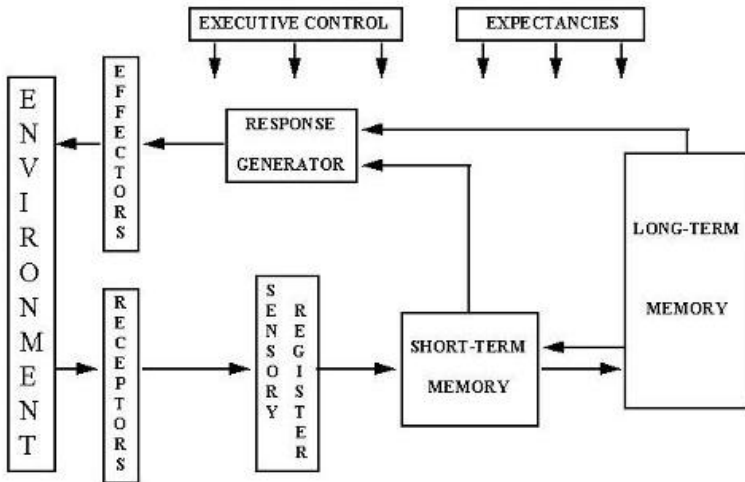 EXECUTIVE CONTROL
EXPECTANCIES
ENVIRONMENT
EFFECTORS
RESPONSE
GENERATOR
LONG-TERM
MEMORY
RECEPTORS
SENSORY
REGISTER
SHORT-TERM
MEMORY